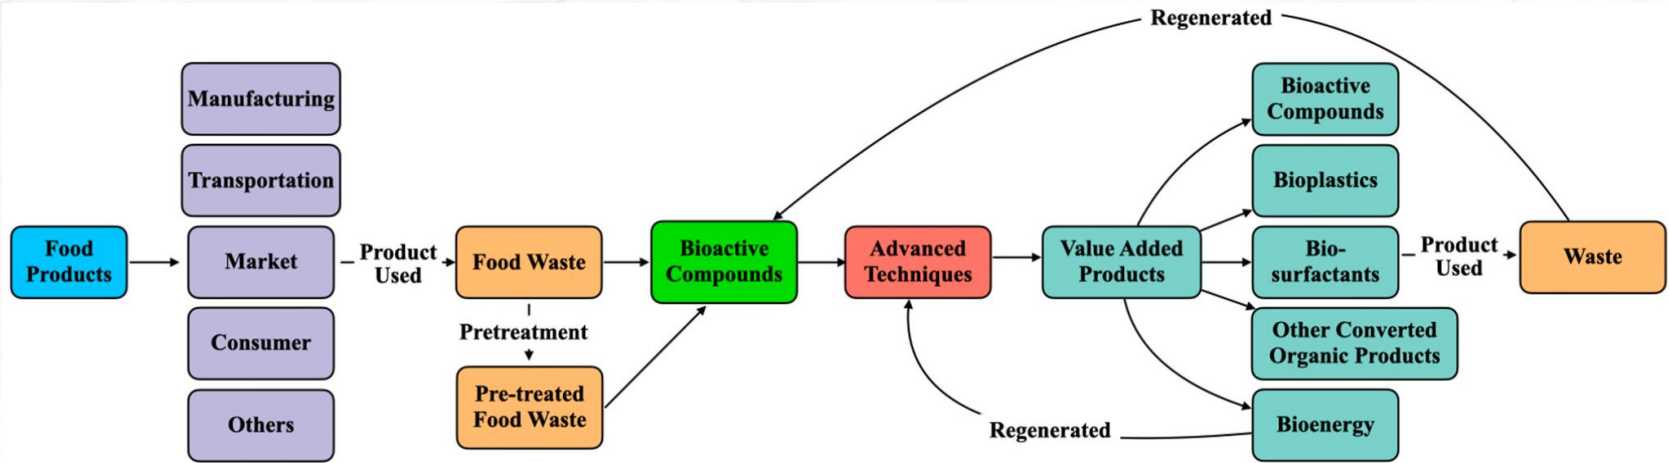 Regenerated
Manufacturing
Transportation
Food
Products
Market
Consumer
Others
Product
Used
Food Waste
Pretreatment
Pre-treated
Food Waste
Bioactive
Compounds
Advanced
Techniques
Value Added
Products
Regenerated
Bioactive
Compounds
Bioplastics
Bio-
surfactants
Other Converted
Organic Products
Bioenergy
Product
Used
Waste